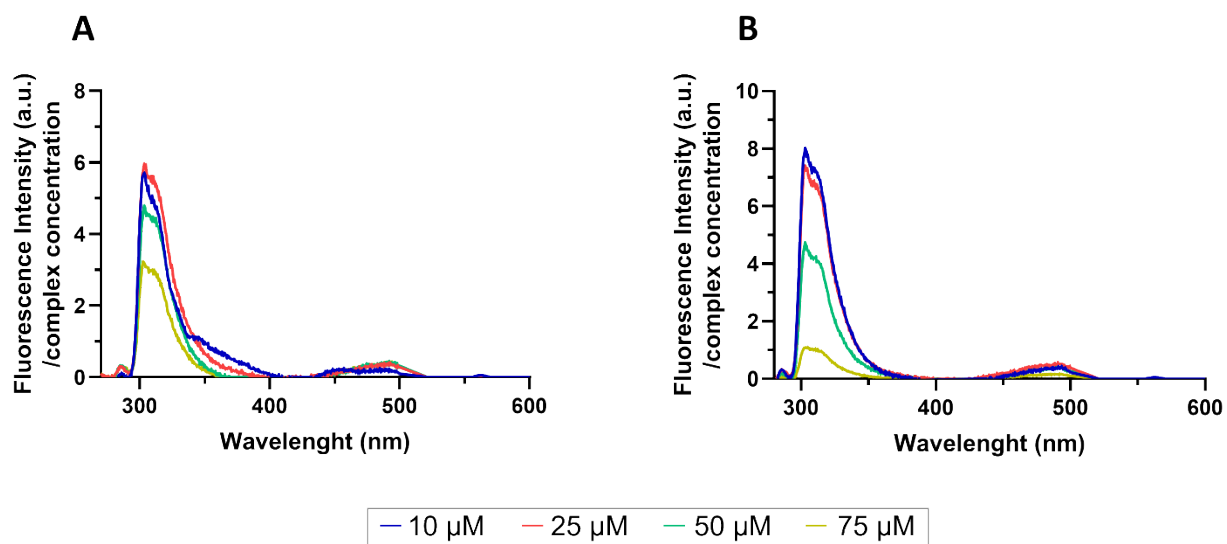 A
Fluorescence Intensity (a.u.)
/complex concentration
8
6
4
2
0
300 400 500 600
Wavelenght (nm)
B
Fluorescence Intensity (a.u.)
/complex concentration
10
8
6
4
2
0
300 400 500 600
Wavelenght (nm)
10 µM 25 µM 50 µM 75 µM